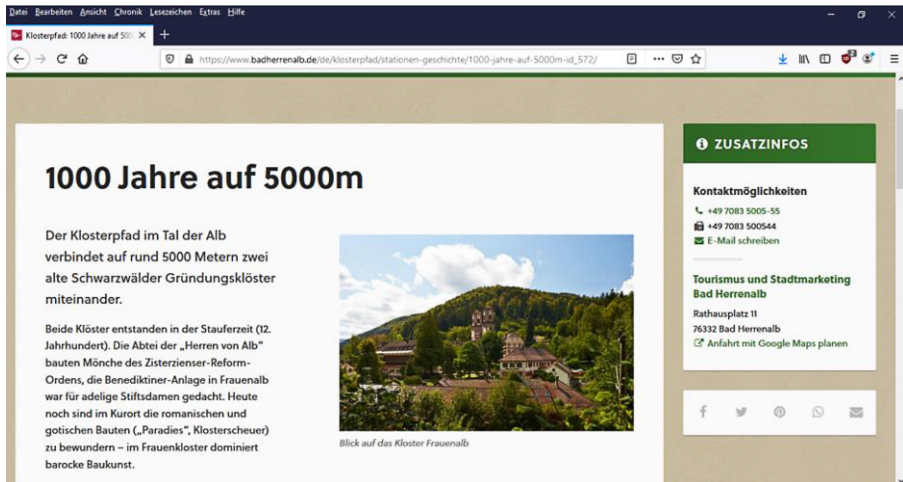 Datei Bearbeiten Ansicht Chronik Lesezeichen Extras Hilfe
Klosterpfad: 1000 Jahre auf 500
https://www.badherrenalb.de/de/klosterpfad/stationen-geschichte/1000-jahre-auf-5000m-id_572/
2
1000 Jahre auf 5000m
Der Klosterpfad im Tal der Alb
verbindet auf rund 5000 Metern zwei
alte Schwarzwälder Gründungsklöster
miteinander.
Beide Klöster entstanden in der Stauferzeit (12.
Jahrhundert). Die Abtei der „Herren von Alb"
bauten Mönche des Zisterzienser-Reform-
Ordens, die Benediktiner-Anlage in Frauenalb
war für adelige Stiftsdamen gedacht. Heute
noch sind im Kurort die romanischen und
gotischen Bauten („Paradies", Klosterscheuer)
zu bewundern – im Frauenkloster dominiert
barocke Baukunst.
Blick auf das Kloster Frauenalb
ZUSATZINFOS
Kontaktmöglichkeiten
+49 7083 5005-55
+49 7083 500544
E-Mail schreiben
Tourismus und Stadtmarketing
Bad Herrenalb
Rathausplatz 11
76332 Bad Herrenalb
Anfahrt mit Google Maps planen